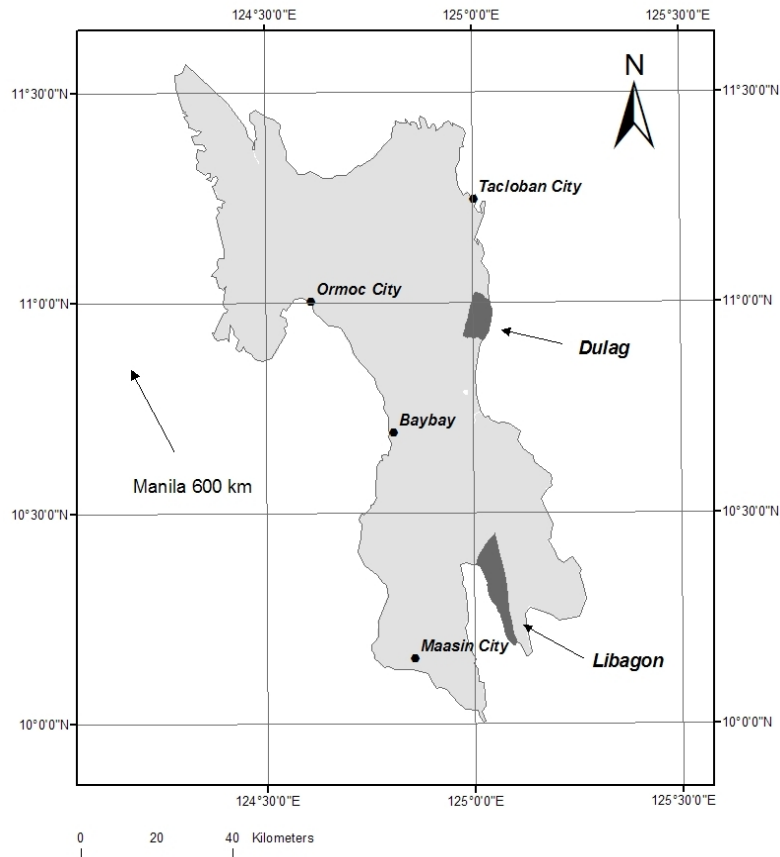 124°30'0"E 125°0'0"E 125°30'0"E
N
11°30'0"N 11°30'0"N
Tacloban City
Ormoc City
11°0'0"N 11°0'0"N
Dulag
Baybay
Manila 600 km
10°30'0"N 10°30'0"N
Maasin City
Libagon
10°0'0"N 10°0'0"N
124°30'0"E 125°0'0"E 125°30'0"E
0 20 40 Kilometers